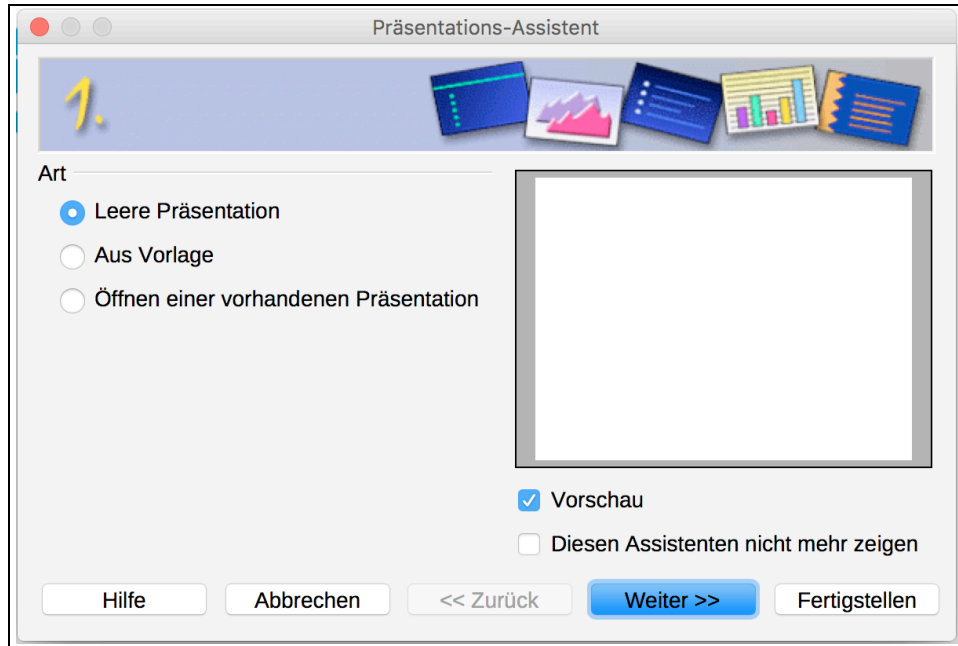 Präsentations-Assistent
1.
Art
Leere Präsentation
Aus Vorlage
Öffnen einer vorhandenen Präsentation
Vorschau
Diesen Assistenten nicht mehr zeigen
Hilfe
Abbrechen
<< Zurück
Weiter >>
Fertigstellen